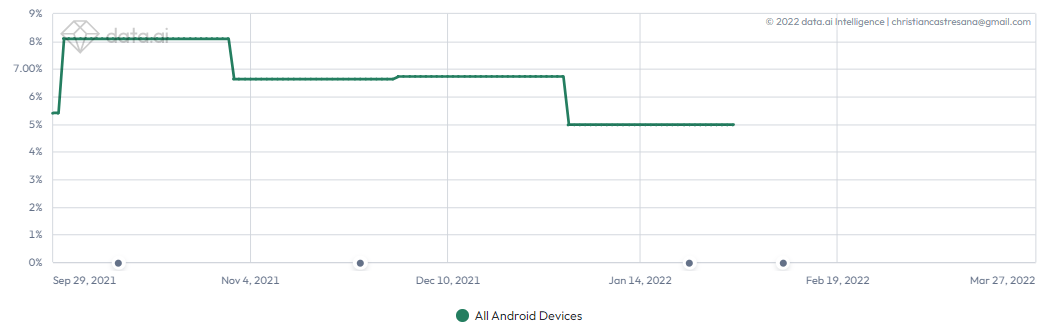 9%
© 2022 data.ai Intelligence | christiancastresana@gmail.com
data.ai
8%
7.00%
6%
5%
4%
3%
2%
1%
0%
Sep 29, 2021 Nov 4, 2021 Dec 10, 2021 Jan 14, 2022 Feb 19, 2022 Mar 27, 2022
All Android Devices